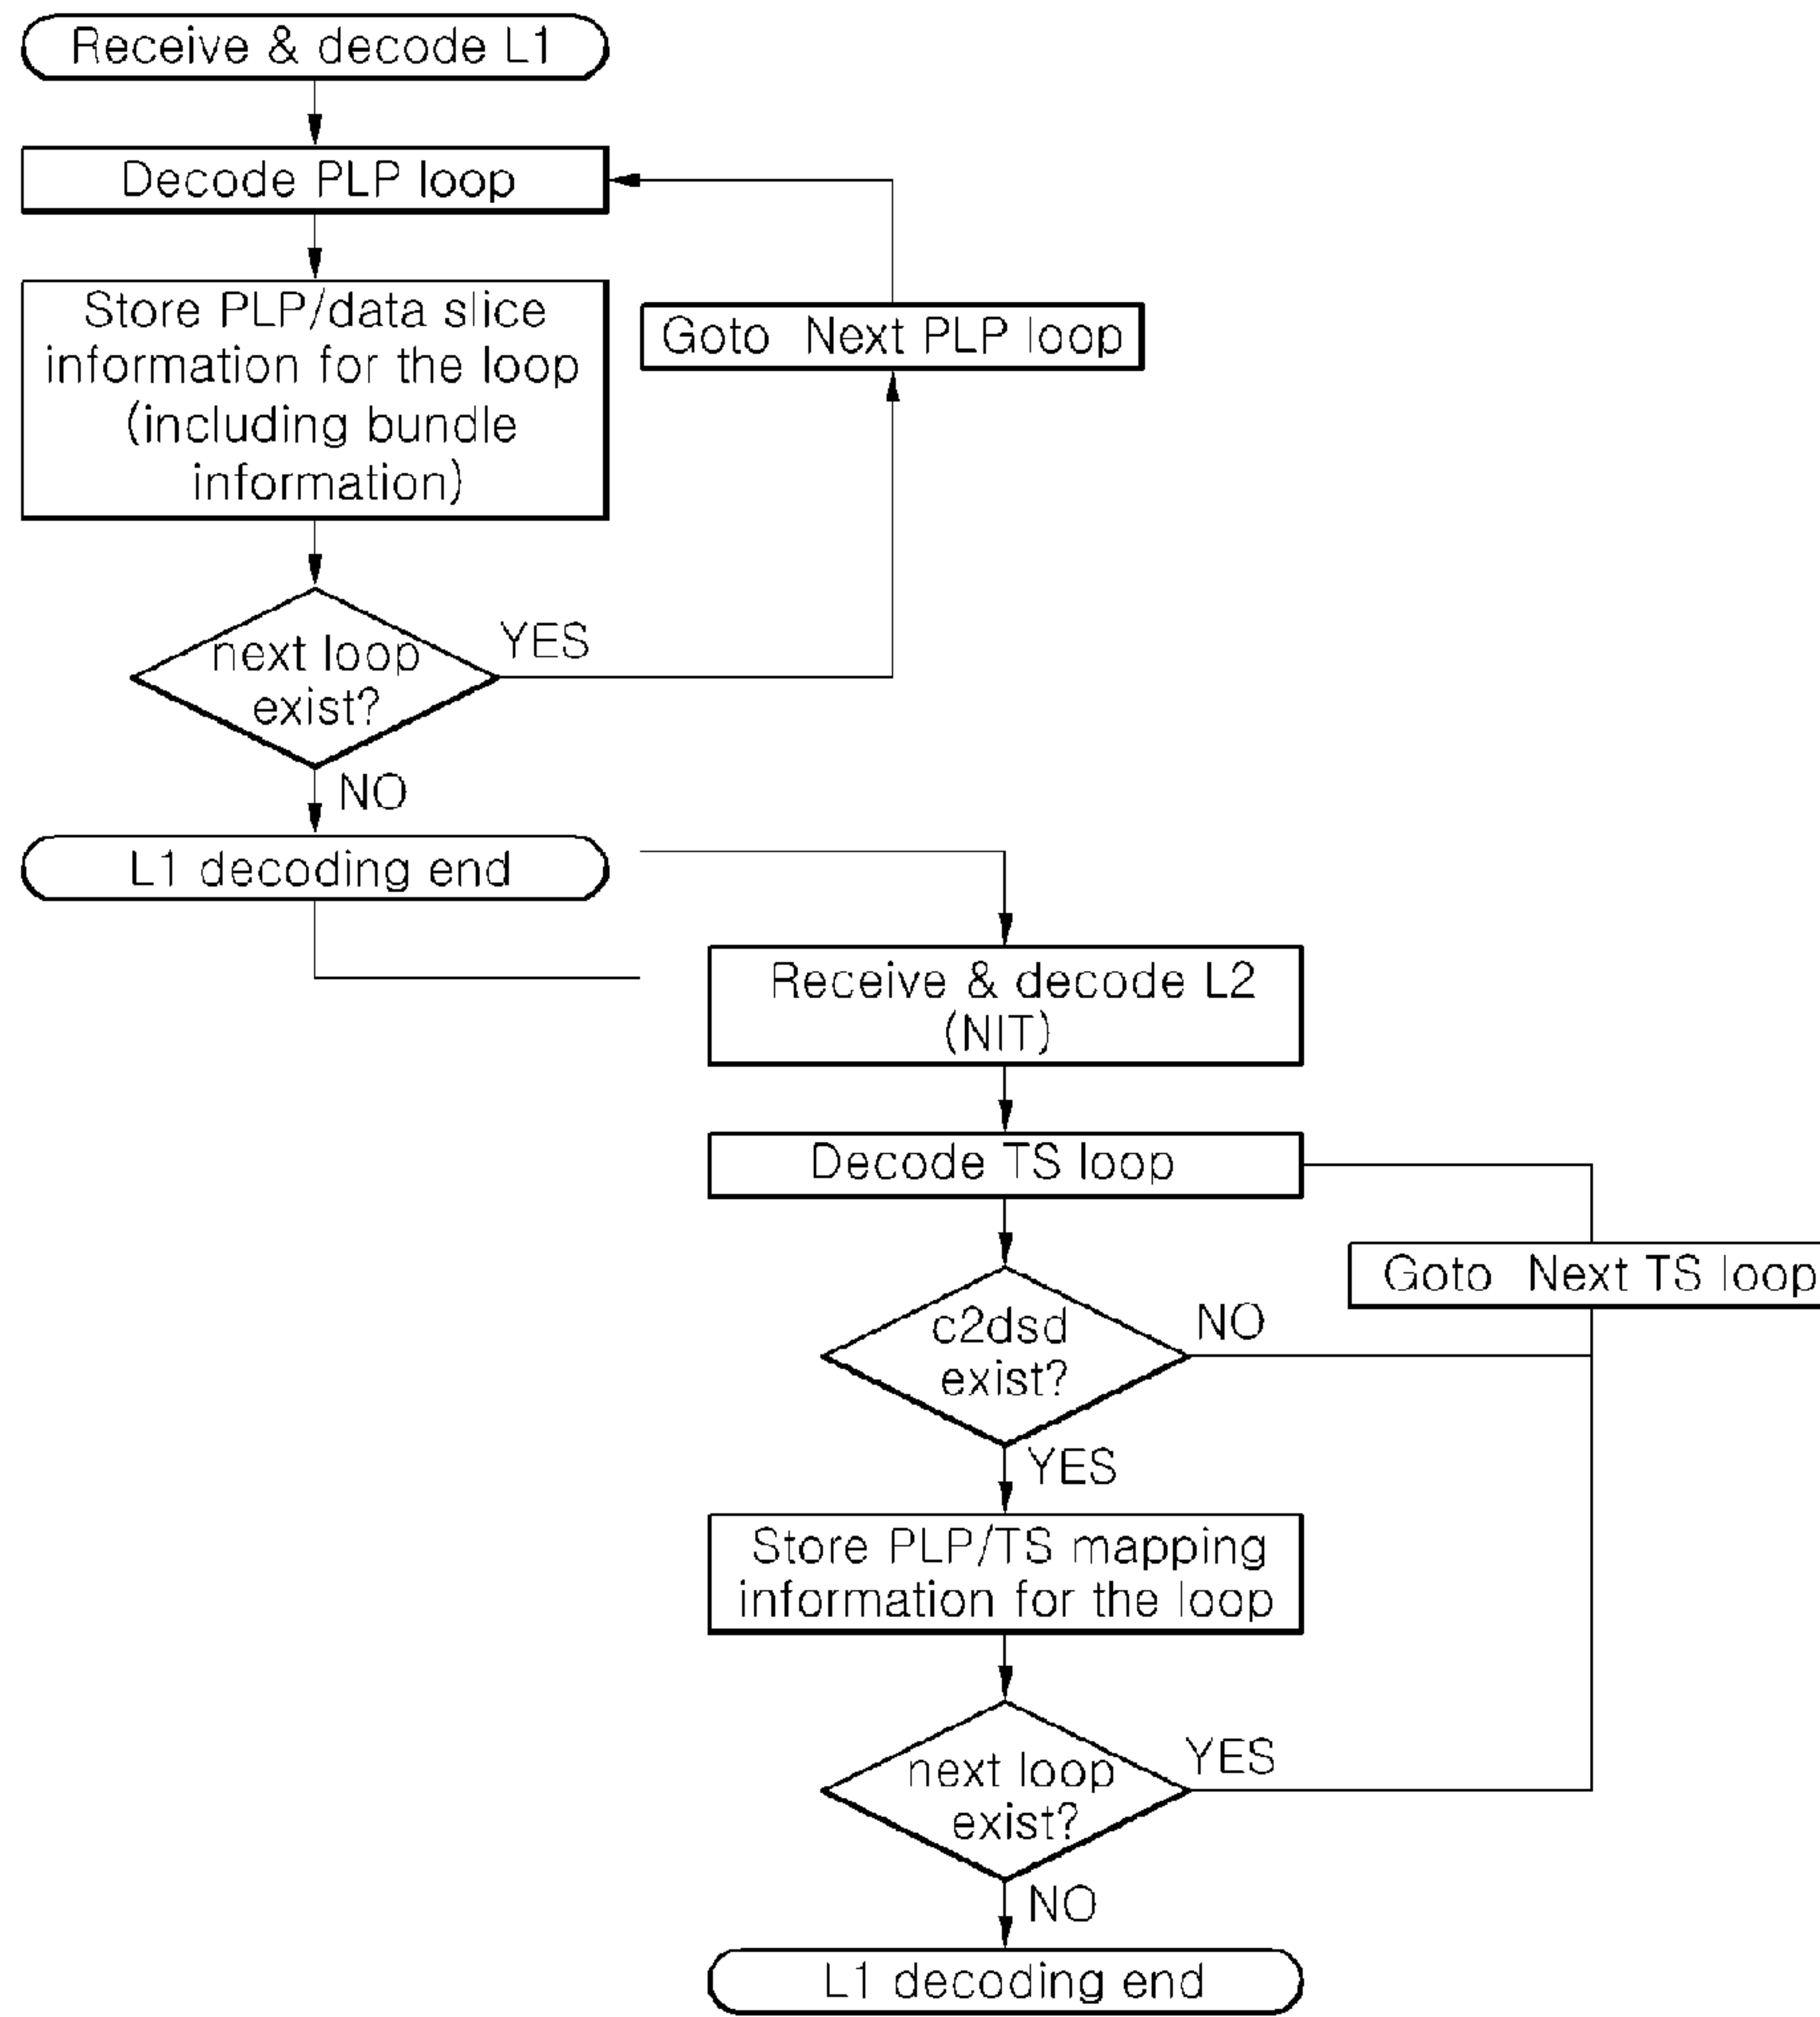 Receive & decode L1
Decode PLP loop
Store PLP/data slice
information for the loop
(including bundle
information)
Goto Next PLP loop
next loop
exist?
YES
NO
L1 decoding end
Receive & decode L2
(NIT)
Decode TS loop
Goto Next TS loop
c2dsd
exist?
NO
YES
Store PLP/TS mapping
information for the loop
next loop
exist?
YES
NO
L1 decoding end